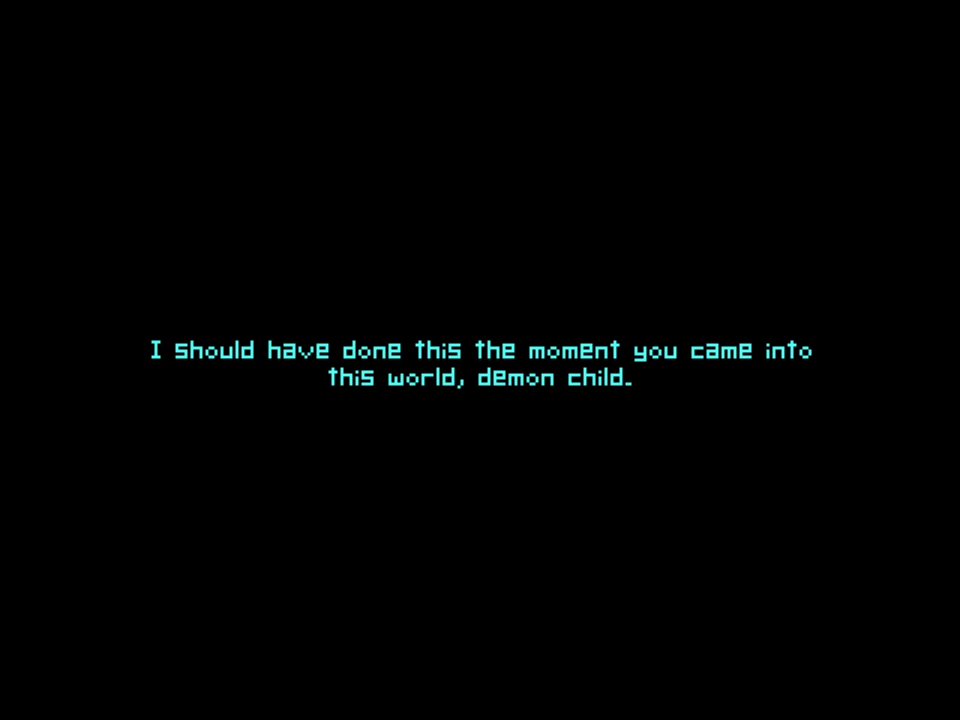 I should have done this the moment you came into
this world, demon child.